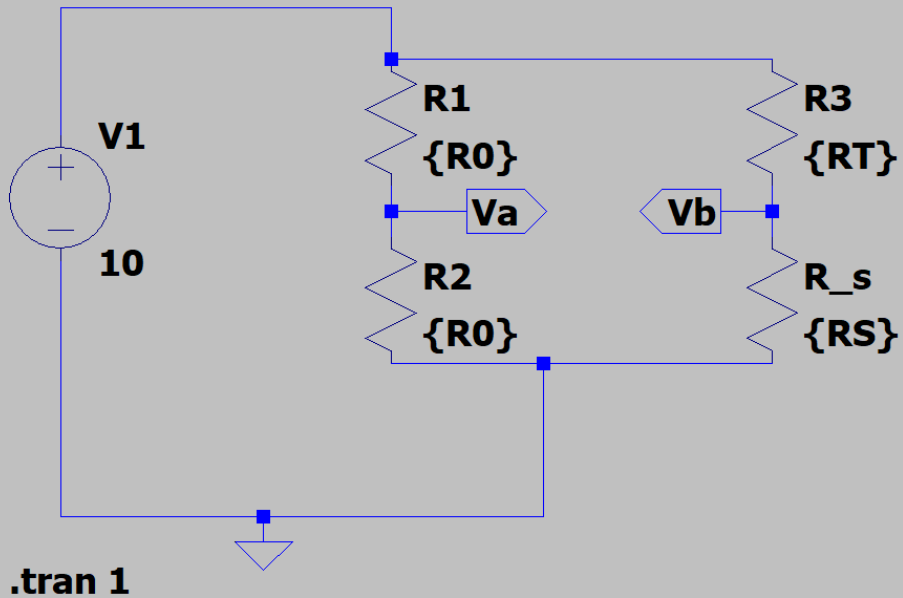 V1
10
R1
{R0}
Va
R2
{R0}
R3
{RT}
Vb
R_s
{RS}
.tran 1